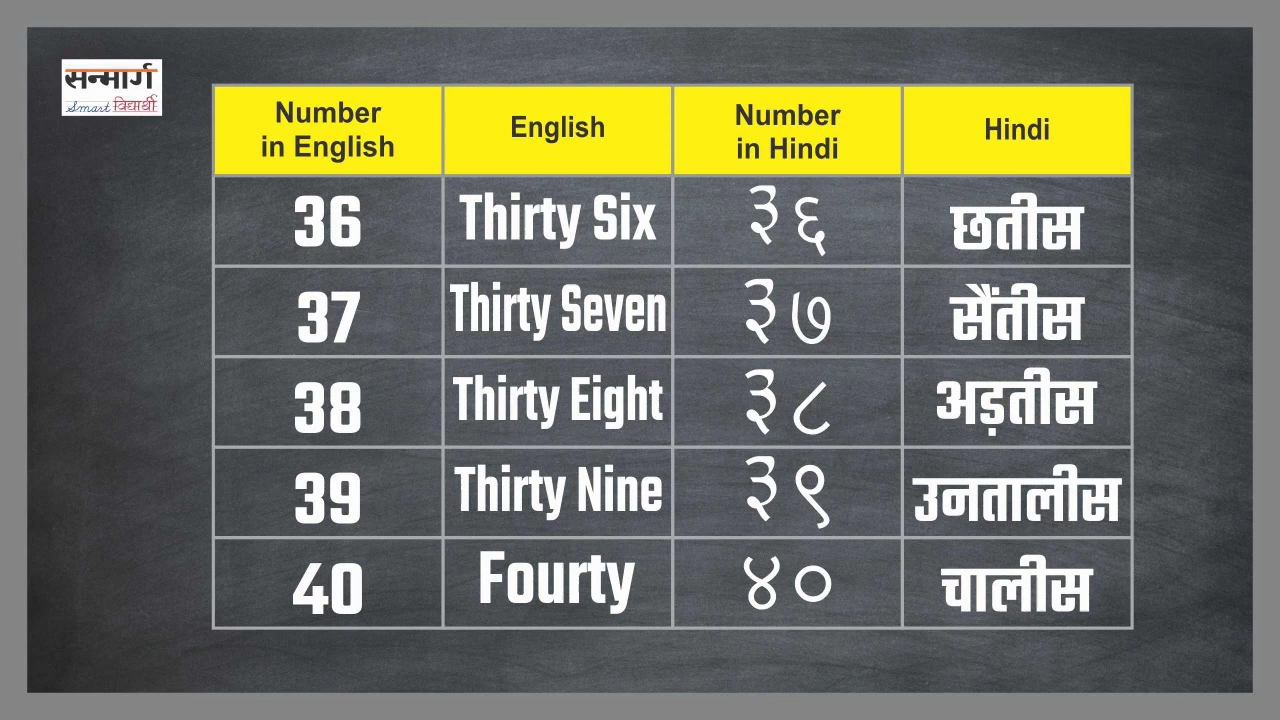 सन्मार्ग
Smart विद्यार्थी
Number in English English Number in Hindi Hindi
36 Thirty Six ३६ छतीस
37 Thirty Seven ३७ सैंतीस
38 Thirty Eight ३८ अड़तीस
39 Thirty Nine ३९ उनतालीस
40 Fourty ४० चालीस